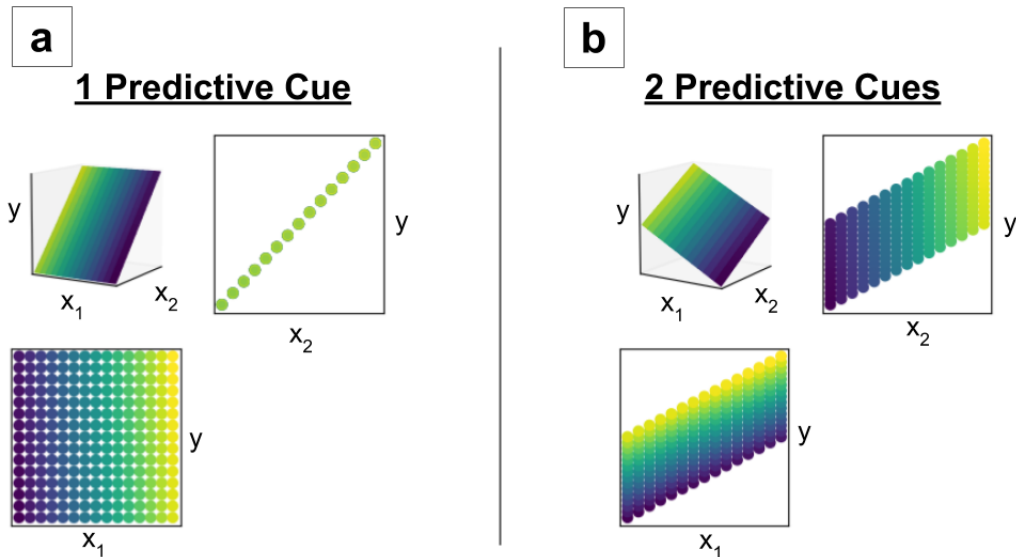 a
1 Predictive Cue
y
x₁
x₂
y
x₂
y
x₁
b
2 Predictive Cues
y
x₁
x₂
y
x₂
y
x₁